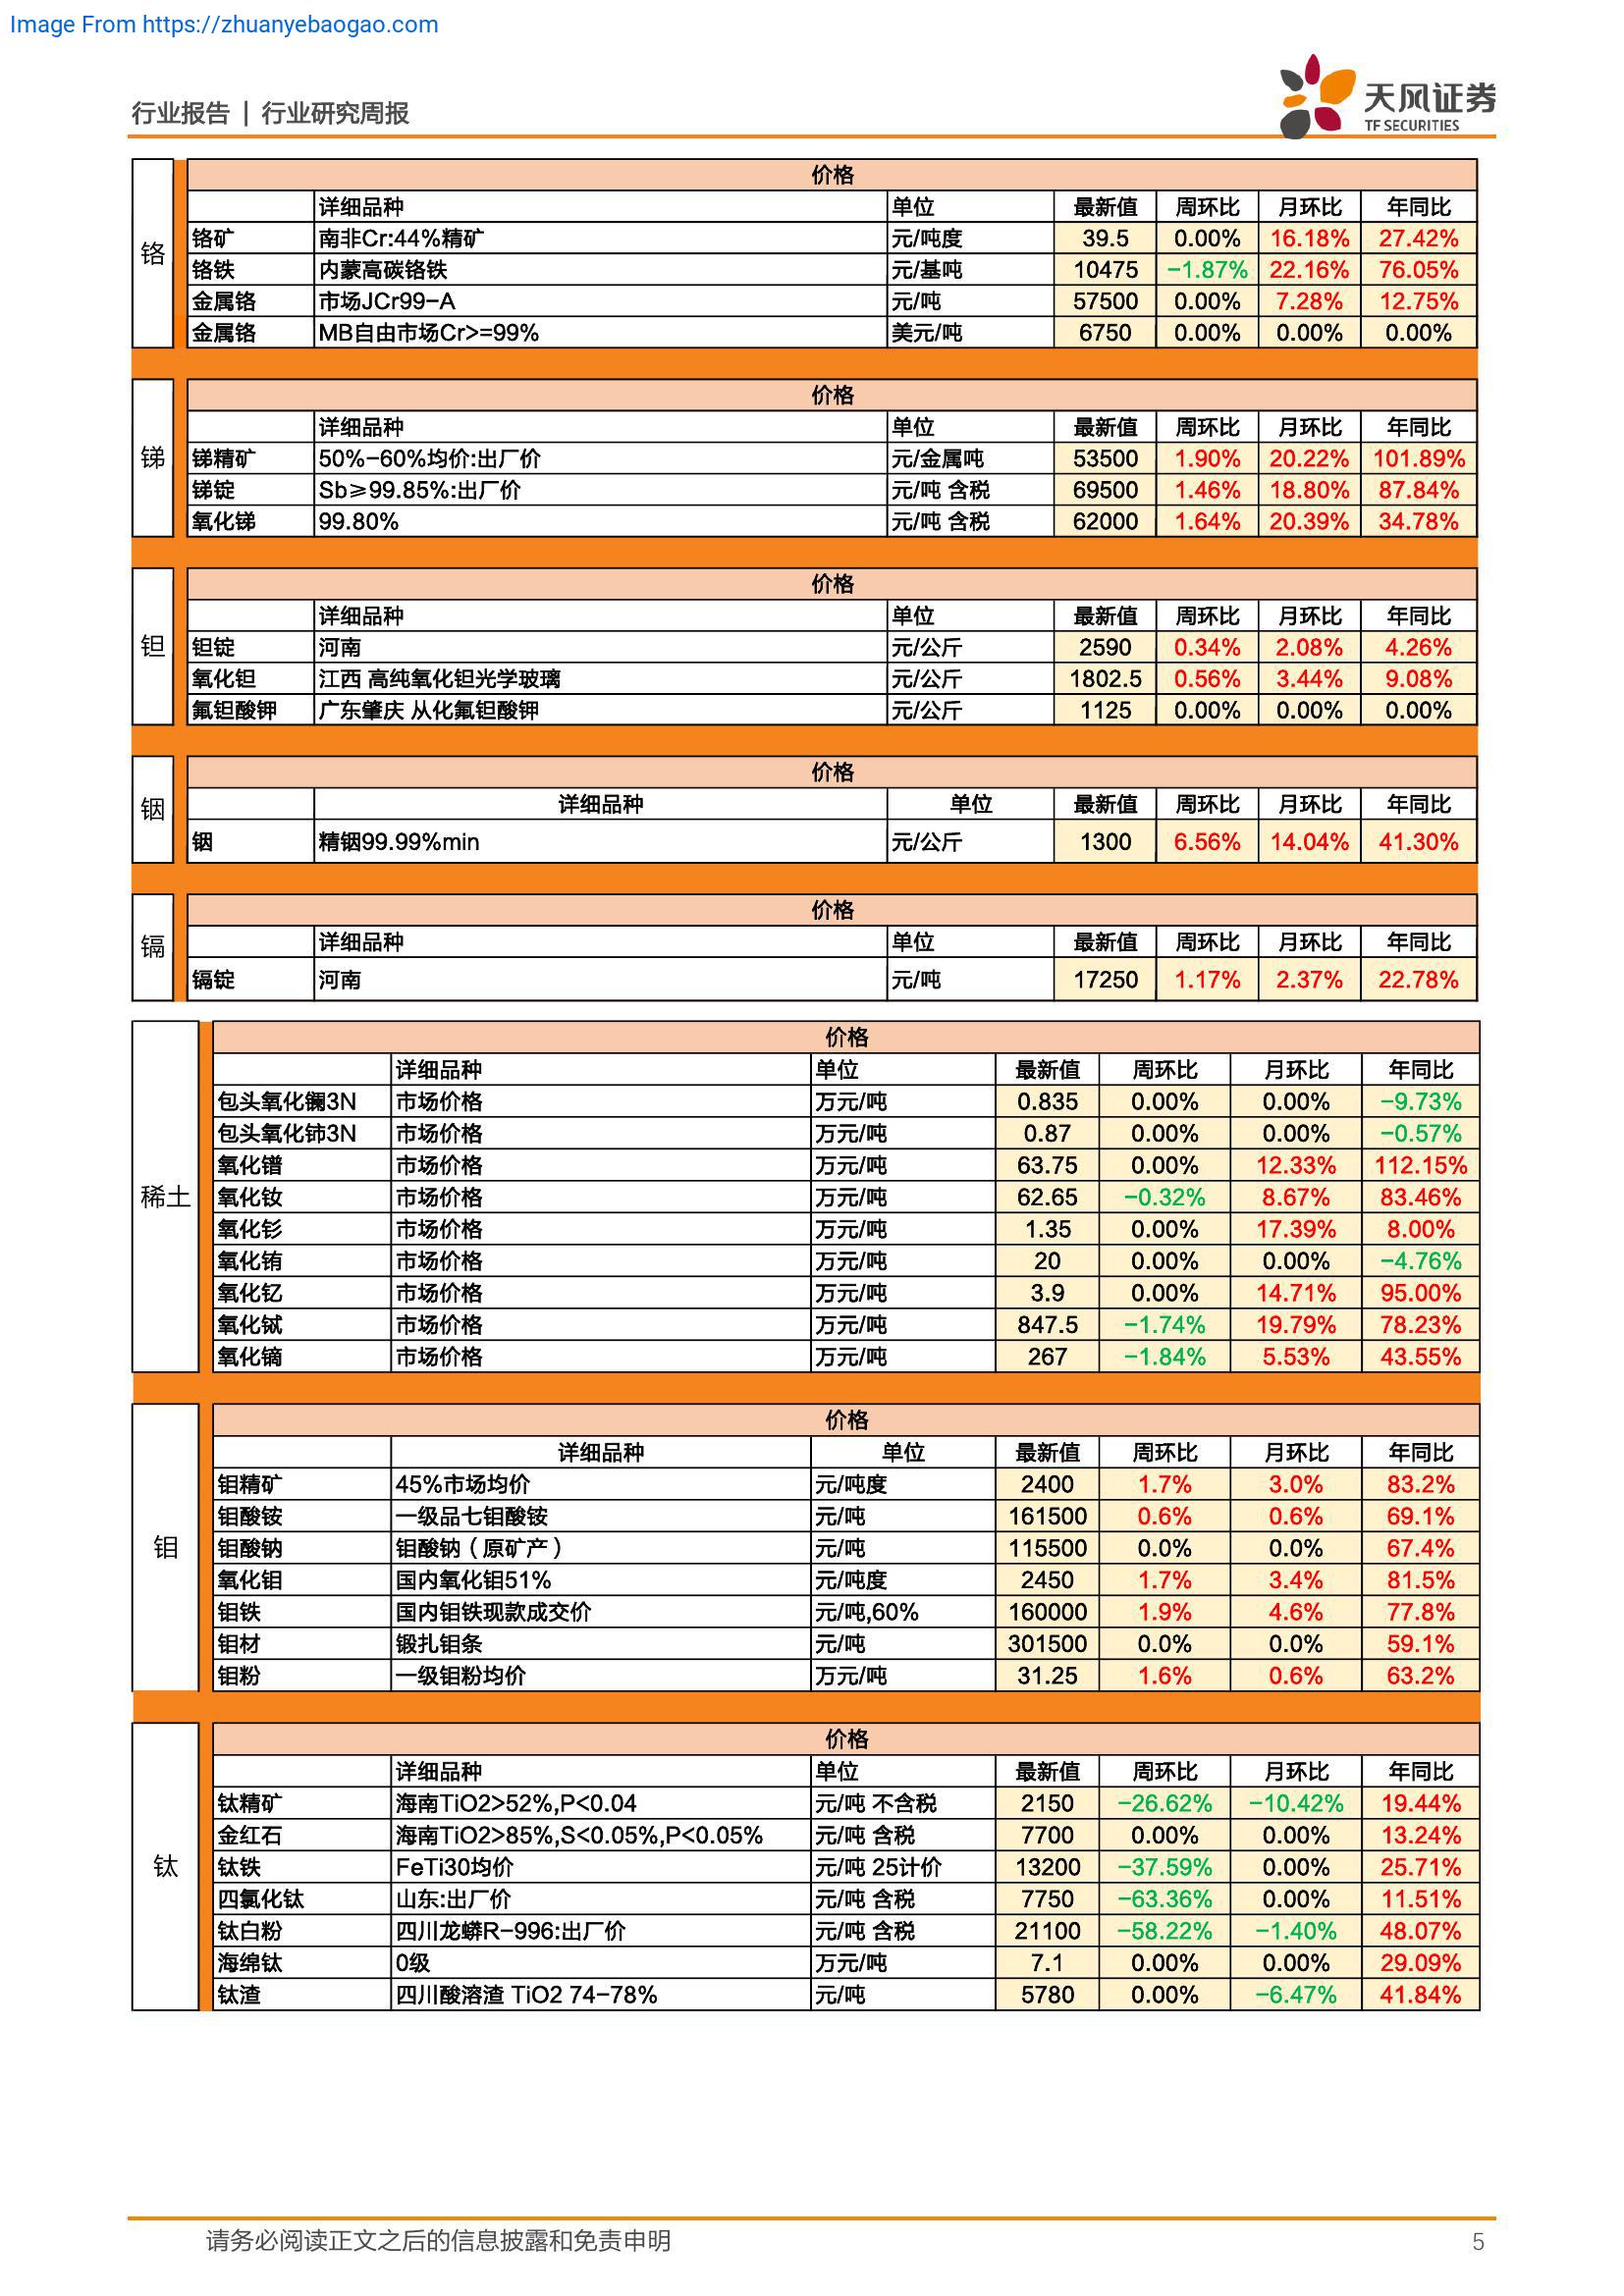 Image From https://zhuanyebaogao.com
行业报告 | 行业研究周报
天风证券
TF SECURITIES
铬
价格
详细品种 单位 最新值 周环比 月环比 年同比
铬矿 南非Cr:44%精矿 元/吨度 39.5 0.00% 16.18% 27.42%
铬铁 内蒙高碳铬铁 元/基吨 10475 -1.87% 22.16% 76.05%
金属铬 市场JCr99-A 元/吨 57500 0.00% 7.28% 12.75%
金属铬 MB自由市场Cr>=99% 美元/吨 6750 0.00% 0.00% 0.00%
锑
价格
详细品种 单位 最新值 周环比 月环比 年同比
锑精矿 50%-60%均价:出厂价 元/金属吨 53500 1.90% 20.22% 101.89%
锑锭 Sb≥99.85%:出厂价 元/吨 含税 69500 1.46% 18.80% 87.84%
氧化锑 99.80% 元/吨 含税 62000 1.64% 20.39% 34.78%
钽
价格
详细品种 单位 最新值 周环比 月环比 年同比
钽锭 河南 元/公斤 2590 0.34% 2.08% 4.26%
氧化钽 江西 高纯氧化钽光学玻璃 元/公斤 1802.5 0.56% 3.44% 9.08%
氟钽酸钾 广东肇庆 从化氟钽酸钾 元/公斤 1125 0.00% 0.00% 0.00%
铟
价格
详细品种 单位 最新值 周环比 月环比 年同比
铟 精铟99.99%min 元/公斤 1300 6.56% 14.04% 41.30%
镉
价格
详细品种 单位 最新值 周环比 月环比 年同比
镉锭 河南 元/吨 17250 1.17% 2.37% 22.78%
稀土
价格
详细品种 单位 最新值 周环比 月环比 年同比
包头氧化镧3N 市场价格 万元/吨 0.835 0.00% 0.00% -9.73%
包头氧化铈3N 市场价格 万元/吨 0.87 0.00% 0.00% -0.57%
氧化镨 市场价格 万元/吨 63.75 0.00% 12.33% 112.15%
氧化钕 市场价格 万元/吨 62.65 -0.32% 8.67% 83.46%
氧化钐 市场价格 万元/吨 1.35 0.00% 17.39% 8.00%
氧化铕 市场价格 万元/吨 20 0.00% 0.00% -4.76%
氧化钇 市场价格 万元/吨 3.9 0.00% 14.71% 95.00%
氧化铽 市场价格 万元/吨 847.5 -1.74% 19.79% 78.23%
氧化镝 市场价格 万元/吨 267 -1.84% 5.53% 43.55%
钼
价格
详细品种 单位 最新值 周环比 月环比 年同比
钼精矿 45%市场均价 元/吨度 2400 1.7% 3.0% 83.2%
钼酸铵 一级品七钼酸铵 元/吨 161500 0.6% 0.6% 69.1%
钼酸钠 钼酸钠（原矿产） 元/吨 115500 0.0% 0.0% 67.4%
氧化钼 国内氧化钼51% 元/吨度 2450 1.7% 3.4% 81.5%
钼铁 国内钼铁现款成交价 元/吨,60% 160000 1.9% 4.6% 77.8%
钼材 锻扎钼条 元/吨 301500 0.0% 0.0% 59.1%
钼粉 一级钼粉均价 万元/吨 31.25 1.6% 0.6% 63.2%
钛
价格
详细品种 单位 最新值 周环比 月环比 年同比
钛精矿 海南TiO2>52%,P<0.04 元/吨 不含税 2150 -26.62% -10.42% 19.44%
金红石 海南TiO2>85%,S<0.05%,P<0.05% 元/吨 含税 7700 0.00% 0.00% 13.24%
钛铁 FeTi30均价 元/吨 25计价 13200 -37.59% 0.00% 25.71%
四氯化钛 山东:出厂价 元/吨 含税 7750 -63.36% 0.00% 11.51%
钛白粉 四川龙蟒R-996:出厂价 元/吨 含税 21100 -58.22% -1.40% 48.07%
海绵钛 0级 万元/吨 7.1 0.00% 0.00% 29.09%
钛渣 四川酸溶渣 TiO2 74-78% 元/吨 5780 0.00% -6.47% 41.84%
请务必阅读正文之后的信息披露和免责申明 5